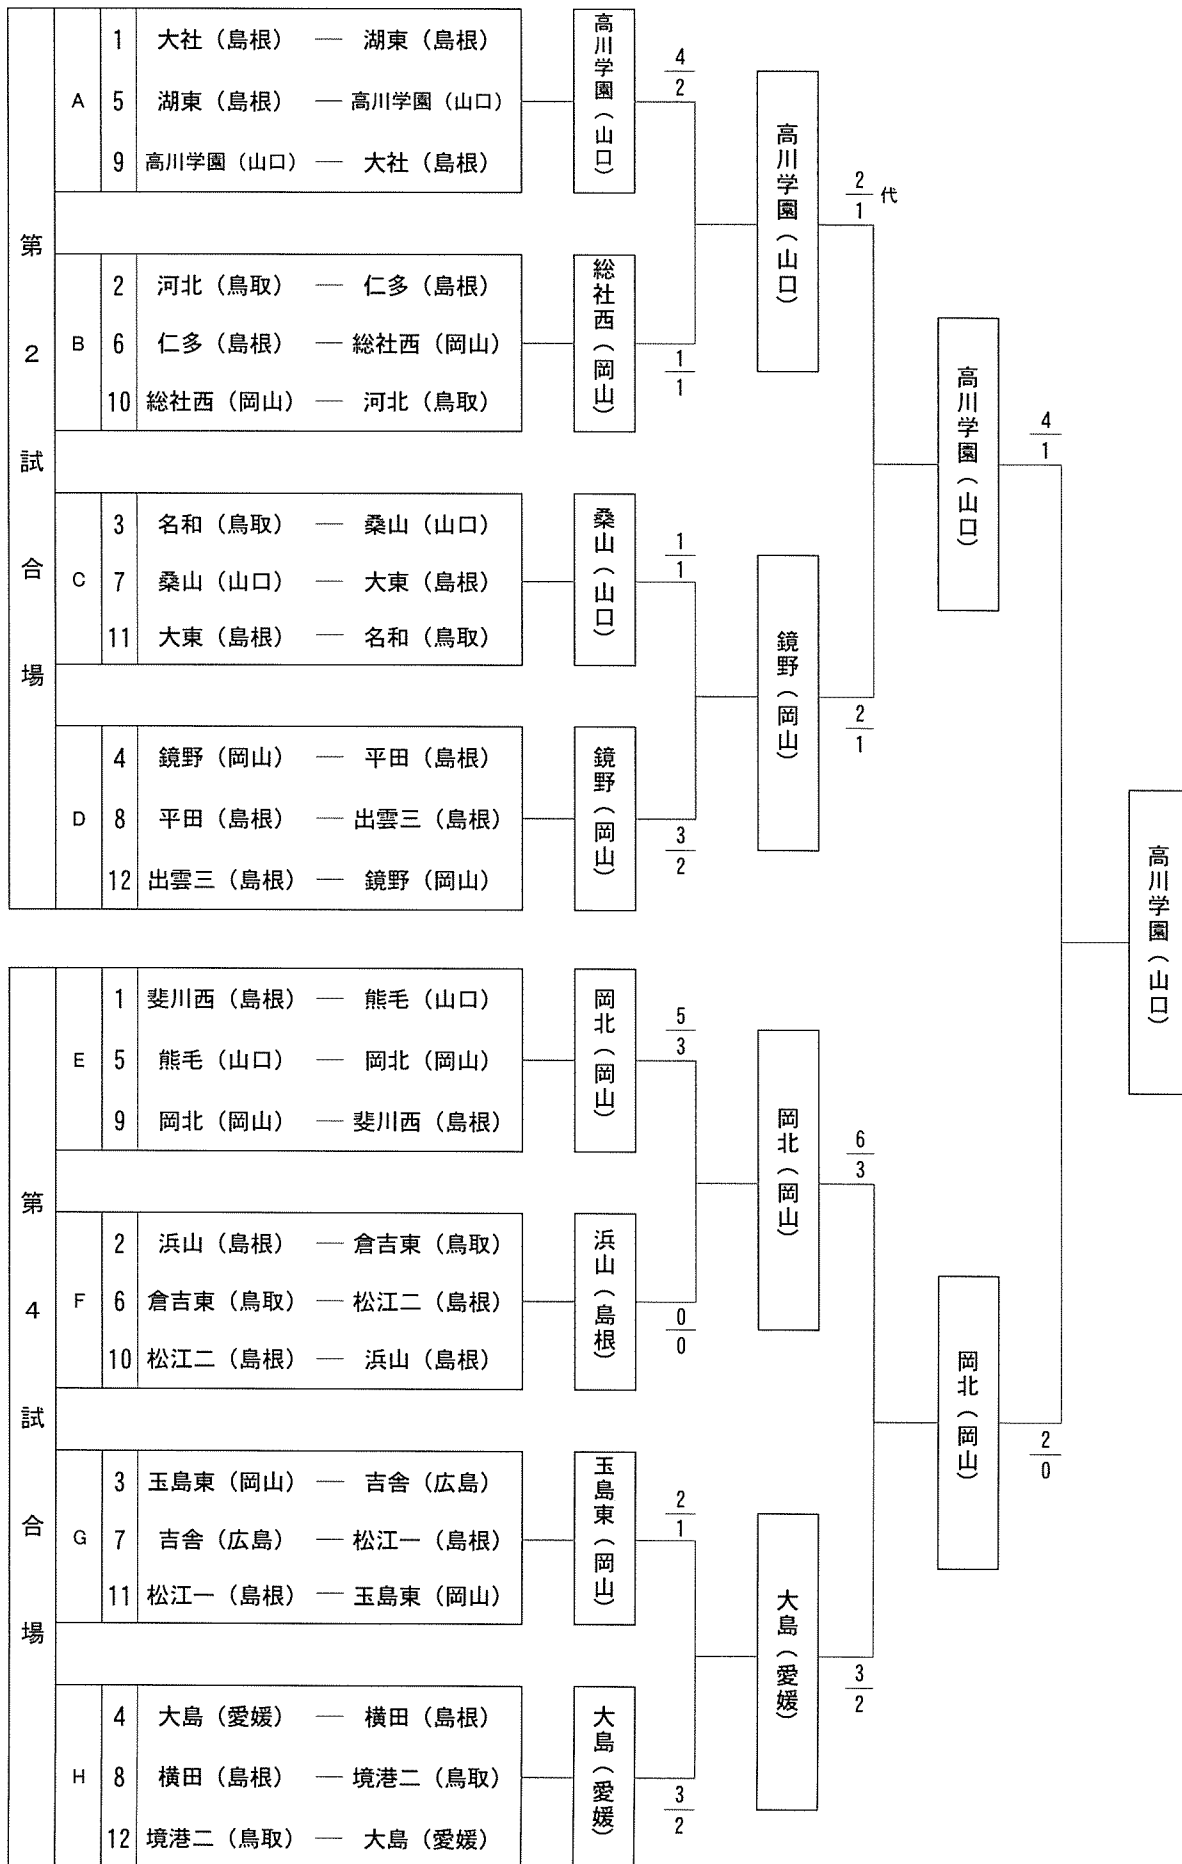 第2試合場
A
1 大社（島根） ― 湖東（島根）
5 湖東（島根） ― 高川学園（山口）
9 高川学園（山口） ― 大社（島根）
高川学園（山口）
4/2
B
2 河北（鳥取） ― 仁多（島根）
6 仁多（島根） ― 総社西（岡山）
10 総社西（岡山） ― 河北（鳥取）
総社西（岡山）
1/1
高川学園（山口）
2/1 代
C
3 名和（鳥取） ― 桑山（山口）
7 桑山（山口） ― 大東（島根）
11 大東（島根） ― 名和（鳥取）
桑山（山口）
1/1
D
4 鏡野（岡山） ― 平田（島根）
8 平田（島根） ― 出雲三（島根）
12 出雲三（島根） ― 鏡野（岡山）
鏡野（岡山）
3/2
鏡野（岡山）
2/1
高川学園（山口）
4/1
第4試合場
E
1 斐川西（島根） ― 熊毛（山口）
5 熊毛（山口） ― 岡北（岡山）
9 岡北（岡山） ― 斐川西（島根）
岡北（岡山）
5/3
F
2 浜山（島根） ― 倉吉東（鳥取）
6 倉吉東（鳥取） ― 松江二（島根）
10 松江二（島根） ― 浜山（島根）
浜山（島根）
0/0
岡北（岡山）
6/3
G
3 玉島東（岡山） ― 吉舎（広島）
7 吉舎（広島） ― 松江一（島根）
11 松江一（島根） ― 玉島東（岡山）
玉島東（岡山）
2/1
H
4 大島（愛媛） ― 横田（島根）
8 横田（島根） ― 境港二（鳥取）
12 境港二（鳥取） ― 大島（愛媛）
大島（愛媛）
3/2
大島（愛媛）
3/2
岡北（岡山）
2/0
高川学園（山口）